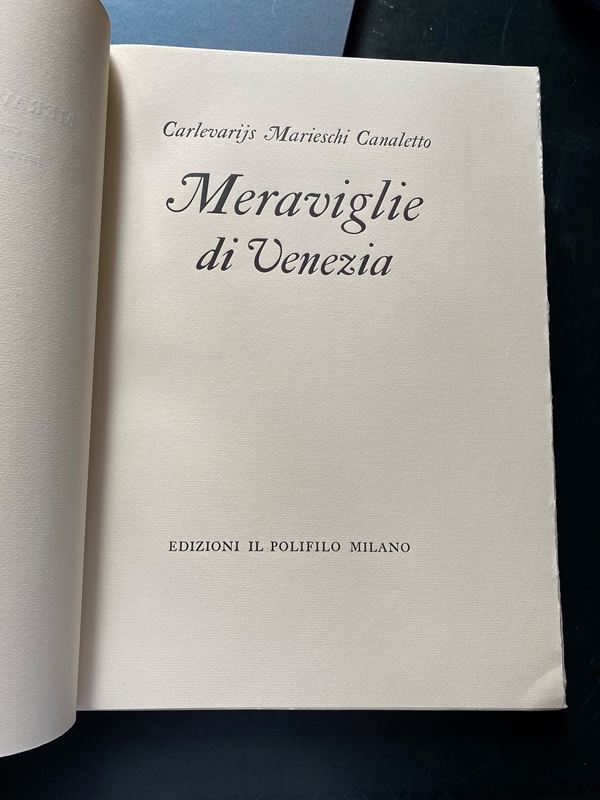 Carlevarijs Marieschi Canaletto
Meraviglie
di Venezia
EDIZIONI IL POLIFILO MILANO